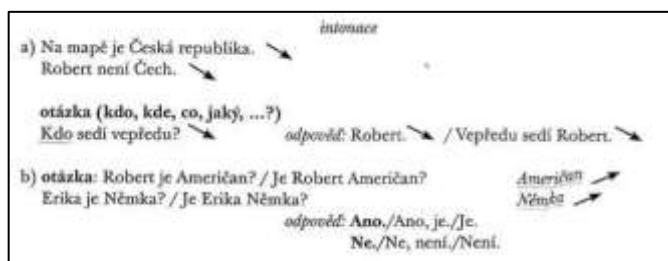 intonace
a) Na mapě je Česká republika.
Robert není Čech.
otázka (kdo, kde, co, jaký, ...?)
Kdo sedí vepředu? odpověď: Robert. / Vepředu sedí Robert.
b) otázka: Robert je Američan? / Je Robert Američan? Američan
Erika je Němka? / Je Erika Němka? Němka
odpověď: Ano./Ano, je./Je.
Ne./Ne, není./Není.